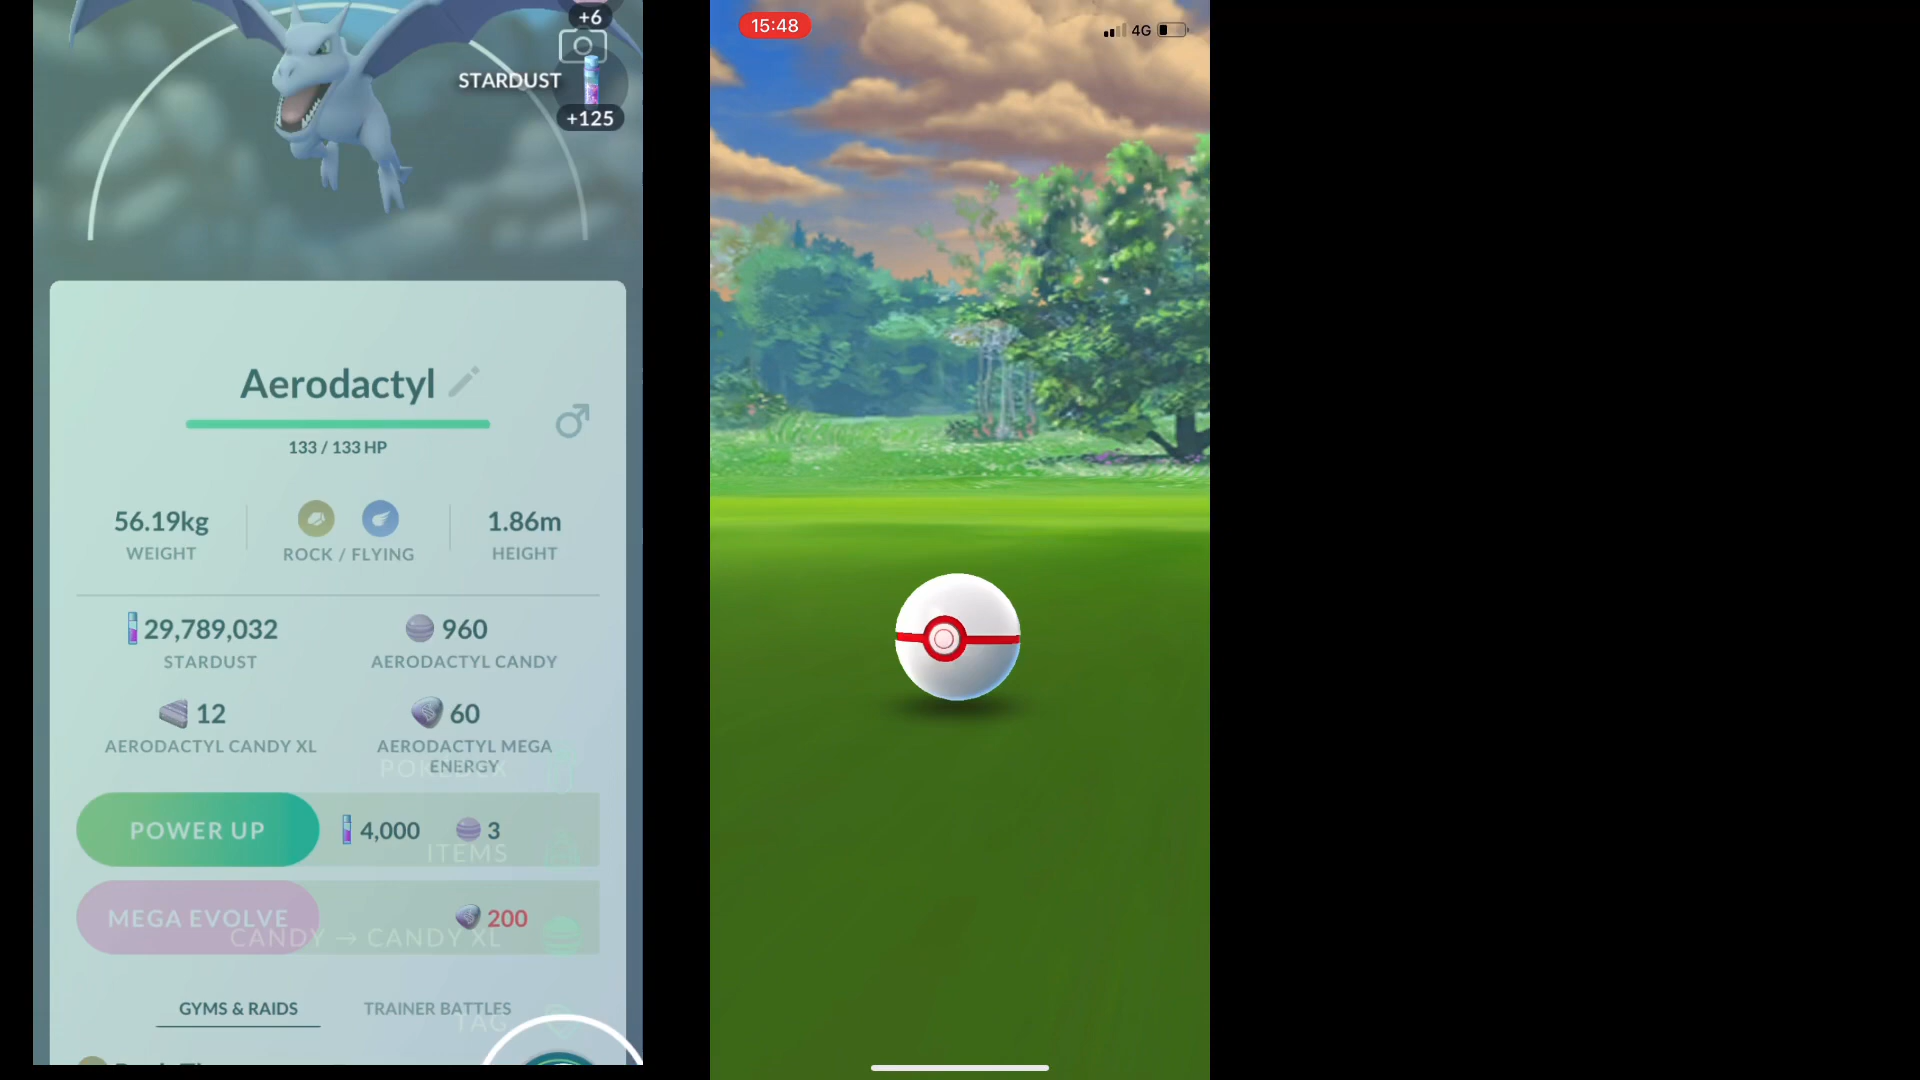 +6
STARDUST
+125
Aerodactyl
133 / 133 HP
56.19kg
WEIGHT
ROCK / FLYING
1.86m
HEIGHT
29,789,032
STARDUST
960
AERODACTYL CANDY
12
AERODACTYL CANDY XL
60
AERODACTYL MEGA
ENERGY
POKÉDEX
POWER UP
4,000
3
ITEMS
MEGA EVOLVE
200
CANDY → CANDY XL
GYMS & RAIDS
TRAINER BATTLES
TAG
15:48
4G